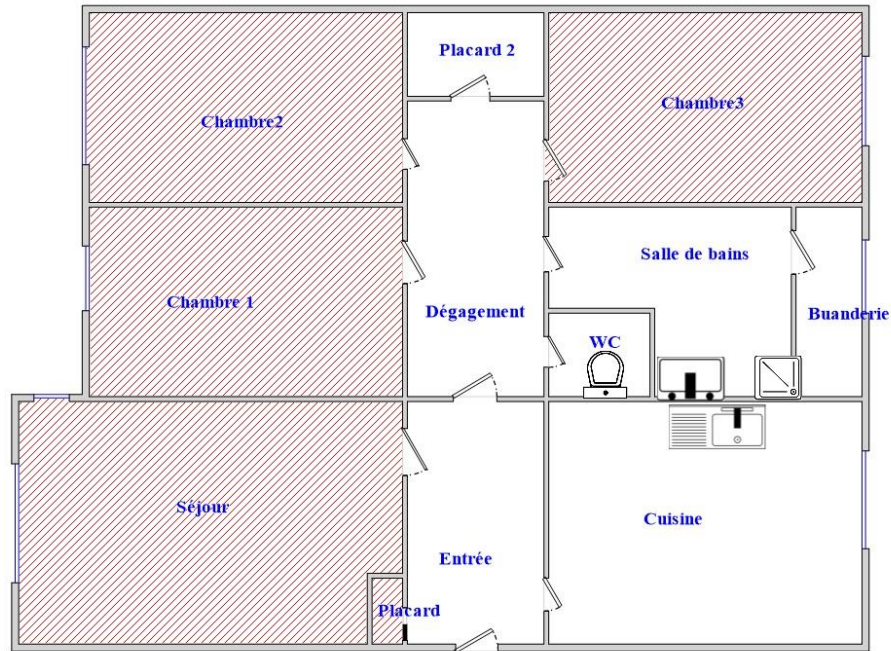 Placard 2
Chambre2
Chambre3
Salle de bains
Chambre 1
Dégagement
Buanderie
WC
Séjour
Cuisine
Entrée
Placard